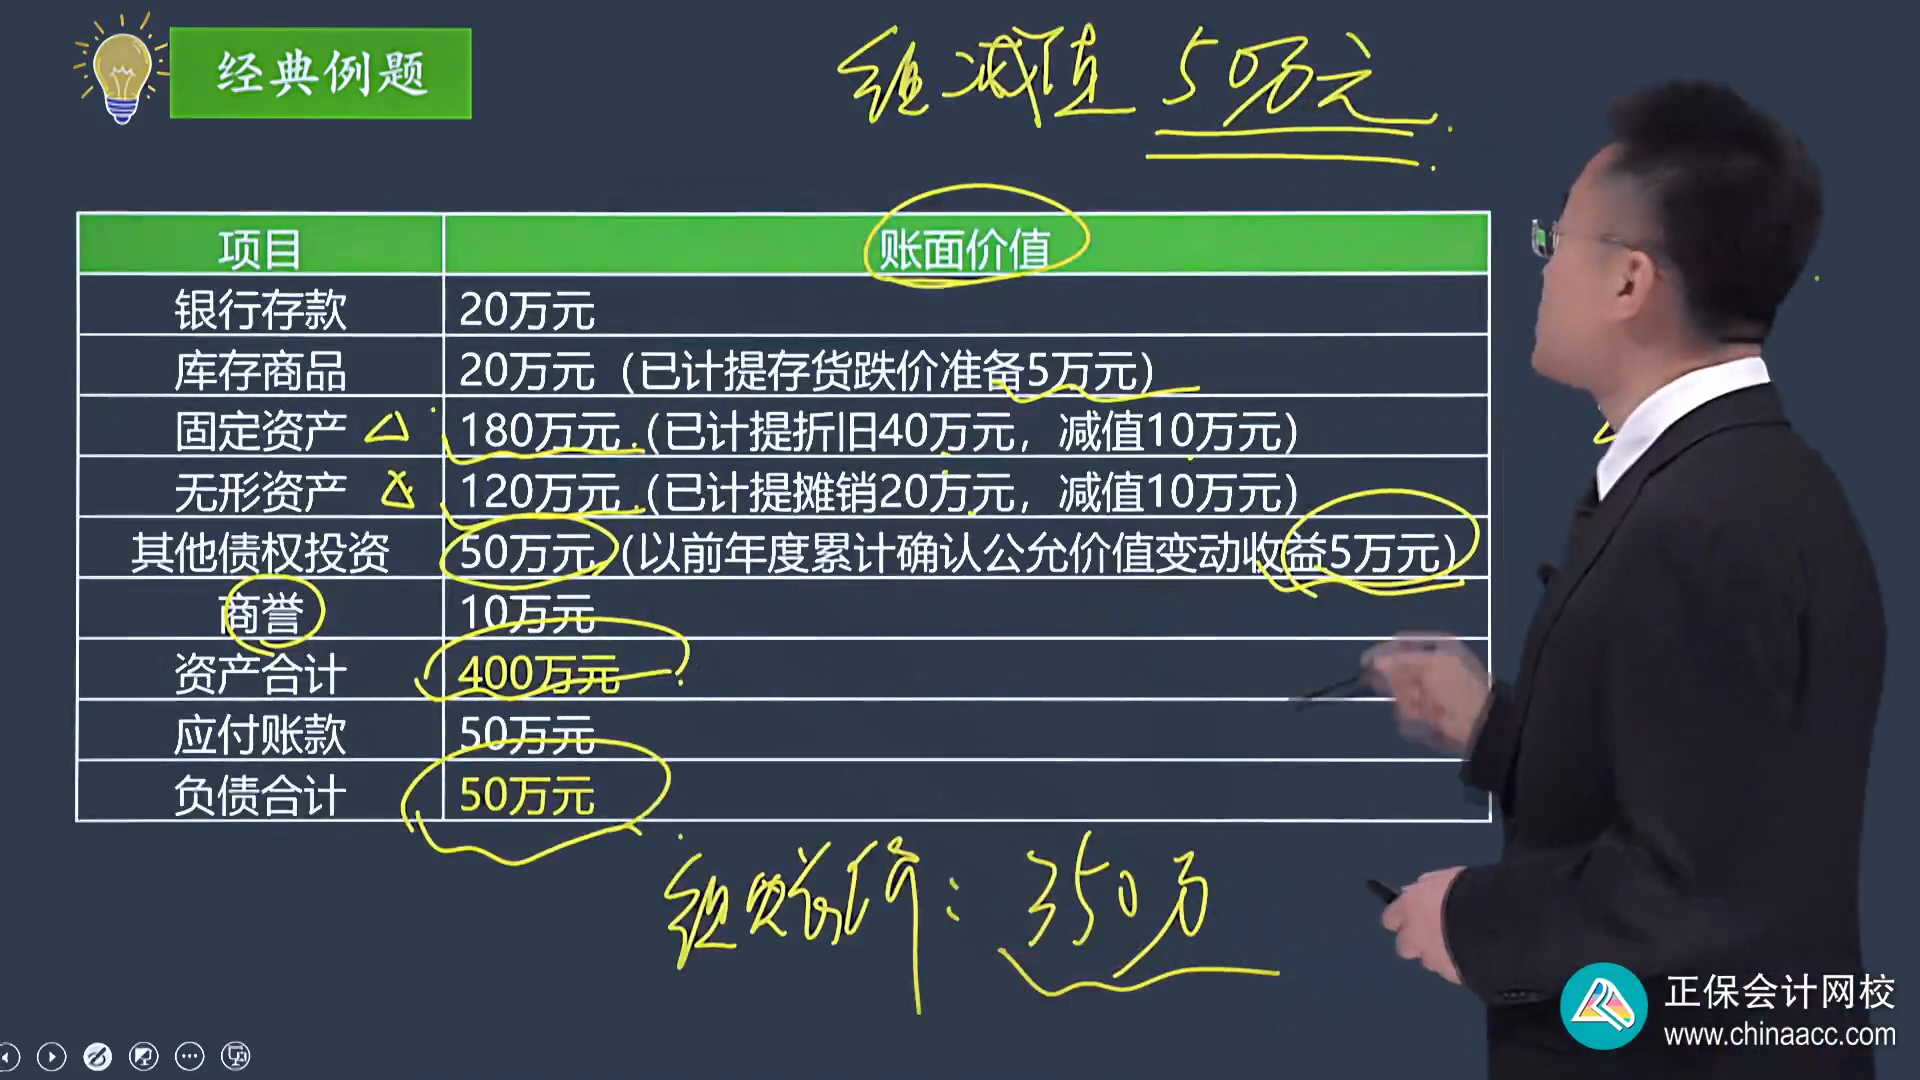 经典例题
组减值 50万元
项目 账面价值
银行存款 20万元
库存商品 20万元（已计提存货跌价准备5万元）
固定资产 180万元（已计提折旧40万元，减值10万元）
无形资产 120万元（已计提摊销20万元，减值10万元）
其他债权投资 50万元（以前年度累计确认公允价值变动收益5万元）
商誉 10万元
资产合计 400万元
应付账款 50万元
负债合计 50万元
组账价：350万
正保会计网校
www.chinaacc.com